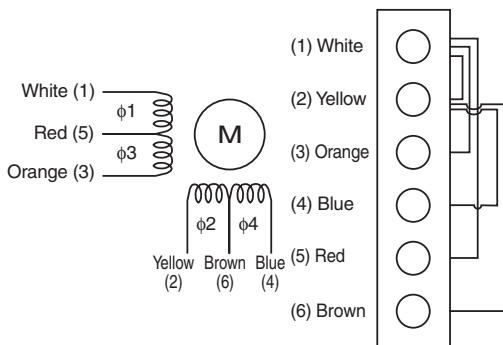 White (1)
ϕ1
Red (5)
ϕ3
Orange (3)
M
ϕ2
ϕ4
Yellow
(2)
Brown
(6)
Blue
(4)
(1) White
(2) Yellow
(3) Orange
(4) Blue
(5) Red
(6) Brown